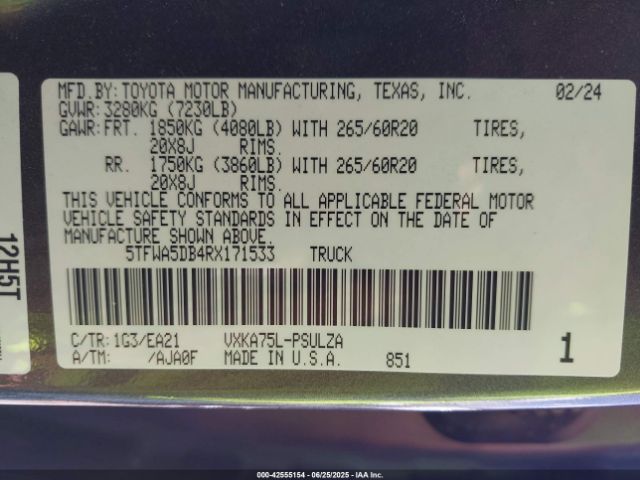 MFD.BY:TOYOTA MOTOR MANUFACTURING, TEXAS, INC. 02/24
GVWR:3280KG (7230LB)
GAWR:FRT. 1850KG (4080LB) WITH 265/60R20 TIRES,
20X8J RIMS.
RR. 1750KG (3860LB) WITH 265/60R20 TIRES,
20X8J RIMS.
THIS VEHICLE CONFORMS TO ALL APPLICABLE FEDERAL MOTOR
VEHICLE SAFETY STANDARDS IN EFFECT ON THE DATE OF
MANUFACTURE SHOWN ABOVE.
5TFWA5DB4RX171533 TRUCK
C/TR:1G3/EA21 VXKA75L-PSULZA
A/TM: /AJA0F MADE IN U.S.A. 851 1
12H5T
000-42555154 - 06/25/2025 - IAA Inc.